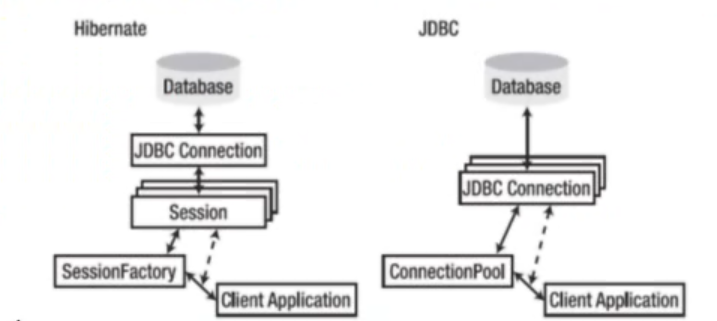 Hibernate
JDBC
Database
Database
JDBC Connection
JDBC Connection
Session
SessionFactory
ConnectionPool
Client Application
Client Application